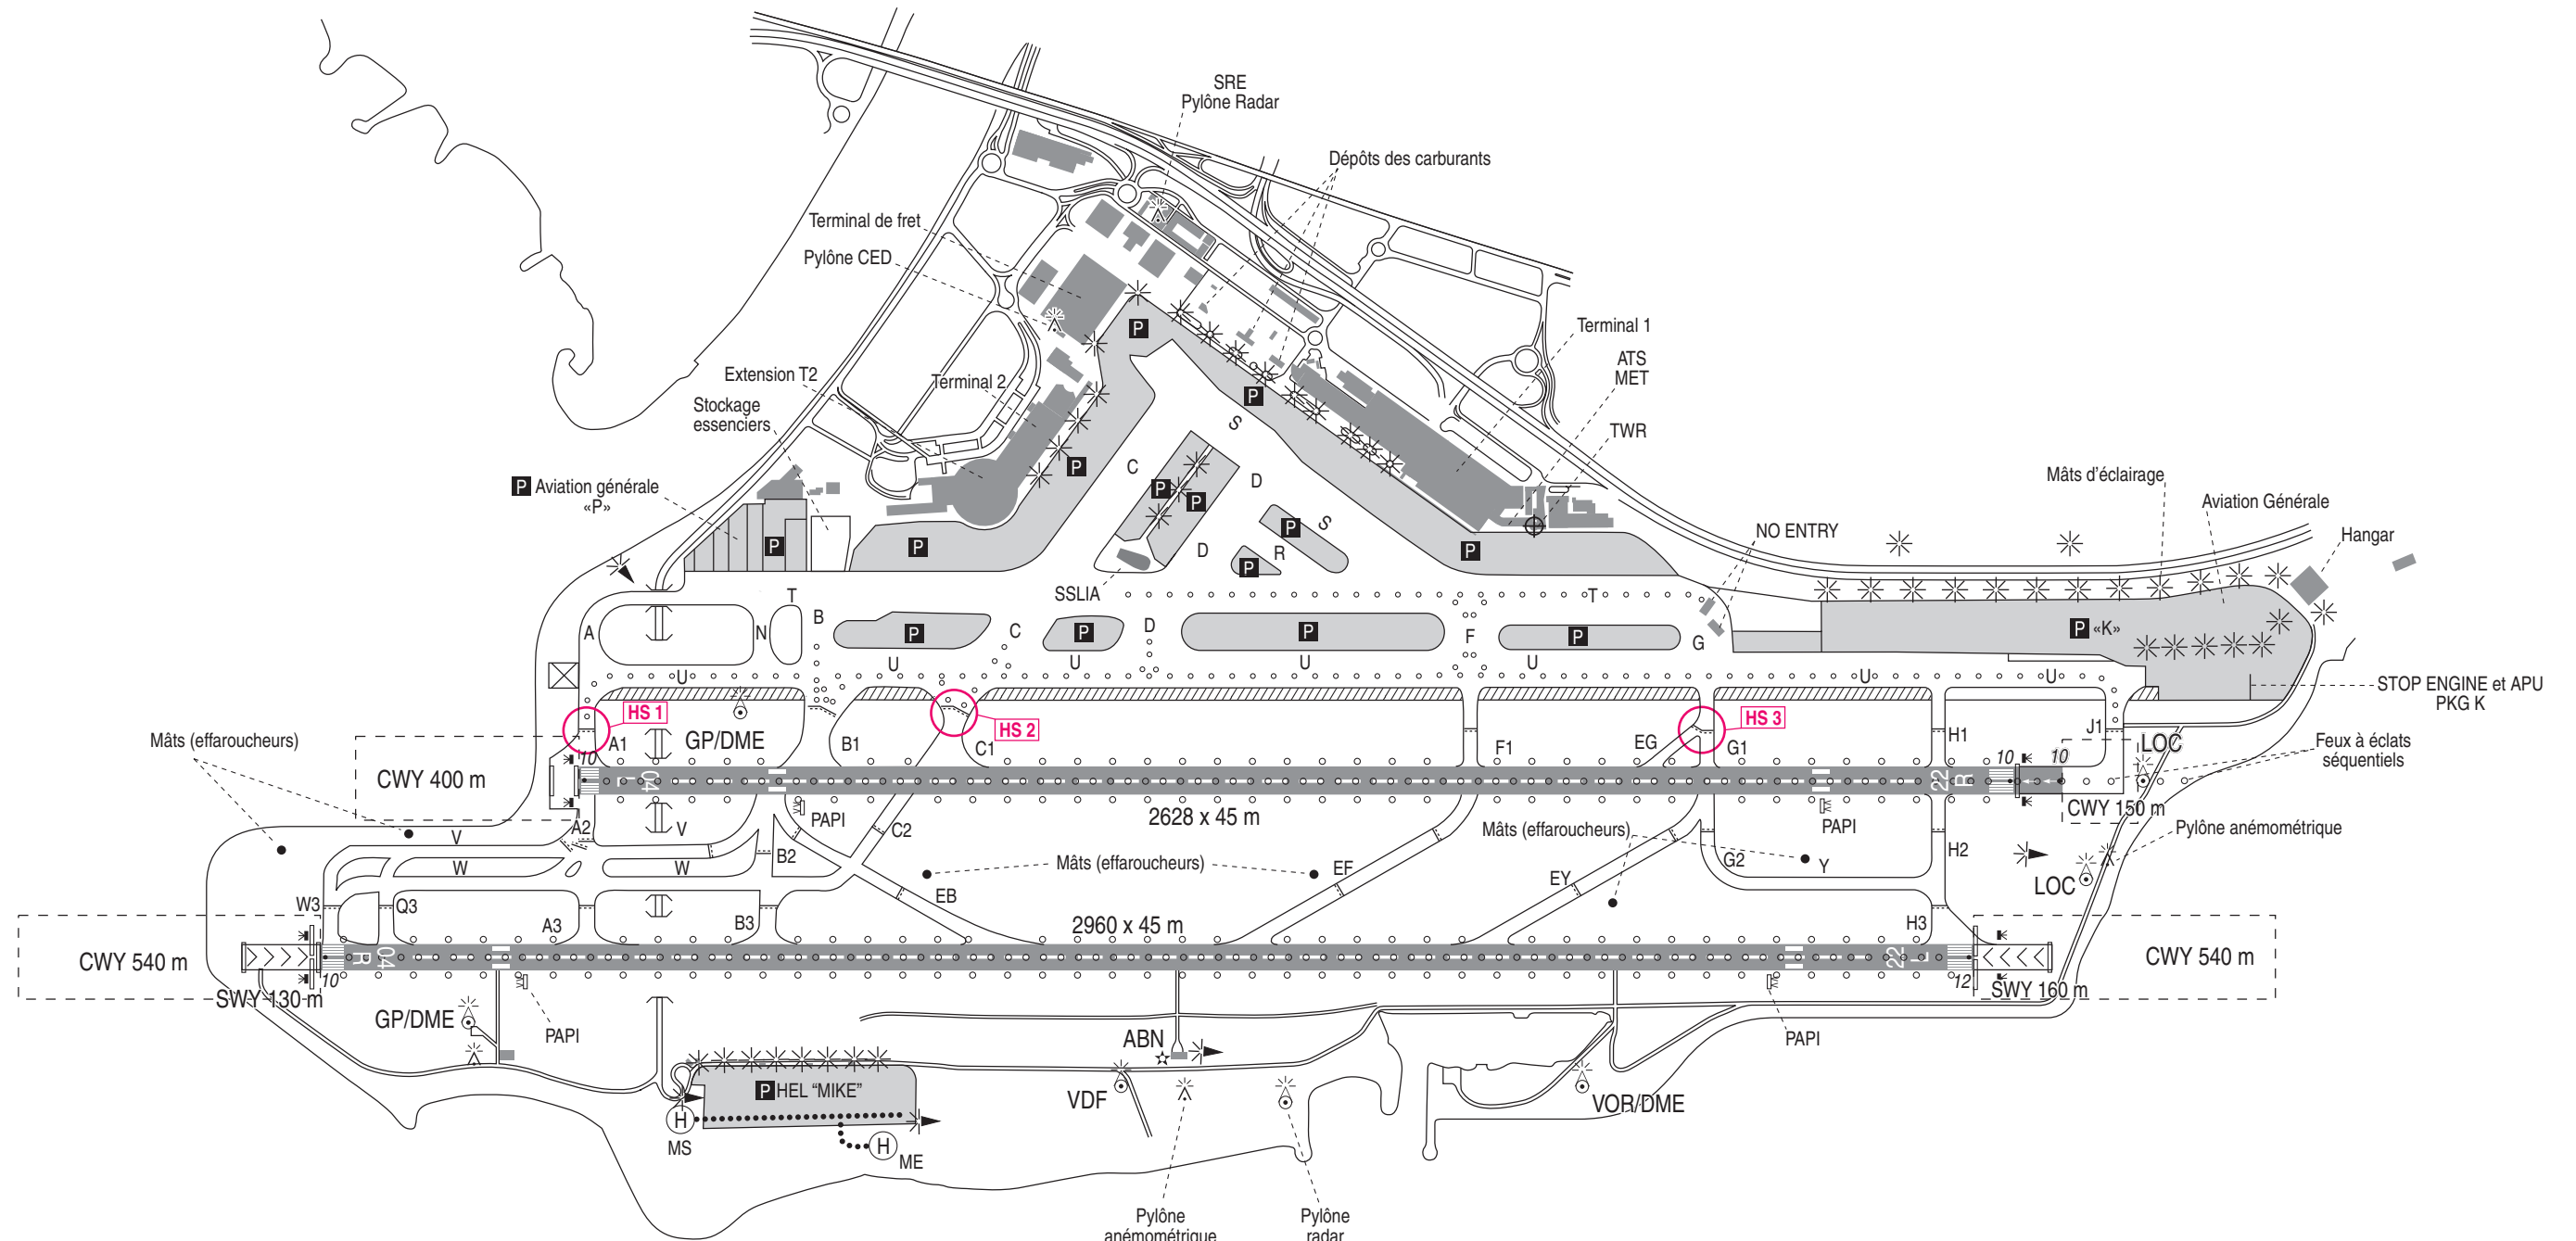 SRE
Pylône Radar
Dépôts des carburants
Terminal de fret
Pylône CED
P
Terminal 1
ATS
MET
Extension T2
Terminal 2
P
Stockage
essenciers
S
TWR
C
P
D
Mâts d'éclairage
P Aviation générale
«P»
P
P
Aviation Générale
P
S
NO ENTRY
Hangar
P
P
D
R
P
P
SSLIA
T
T
A
N
B
P
C
P
D
P
F
P
G
P «K»
U
U
U
U
U
U
U
STOP ENGINE et APU
PKG K
HS 1
HS 2
HS 3
Mâts (effaroucheurs)
A1
GP/DME
B1
C1
F1
EG
G1
H1
J1
LOC
Feux à éclats
séquentiels
10
10
10
CWY 400 m
04
L
22
R
CWY 150 m
2628 x 45 m
PAPI
PAPI
A2
V
V
C2
Mâts (effaroucheurs)
Pylône anémométrique
B2
H2
W
W
Mâts (effaroucheurs)
EF
G2
Y
EY
LOC
EB
W3
Q3
A3
B3
2960 x 45 m
H3
CWY 540 m
04
R
22
L
CWY 540 m
10
12
SWY 130 m
SWY 160 m
GP/DME
PAPI
PAPI
ABN
P HEL "MIKE"
VDF
VOR/DME
H
MS
H
ME
Pylône
anémométrique
Pylône
radar